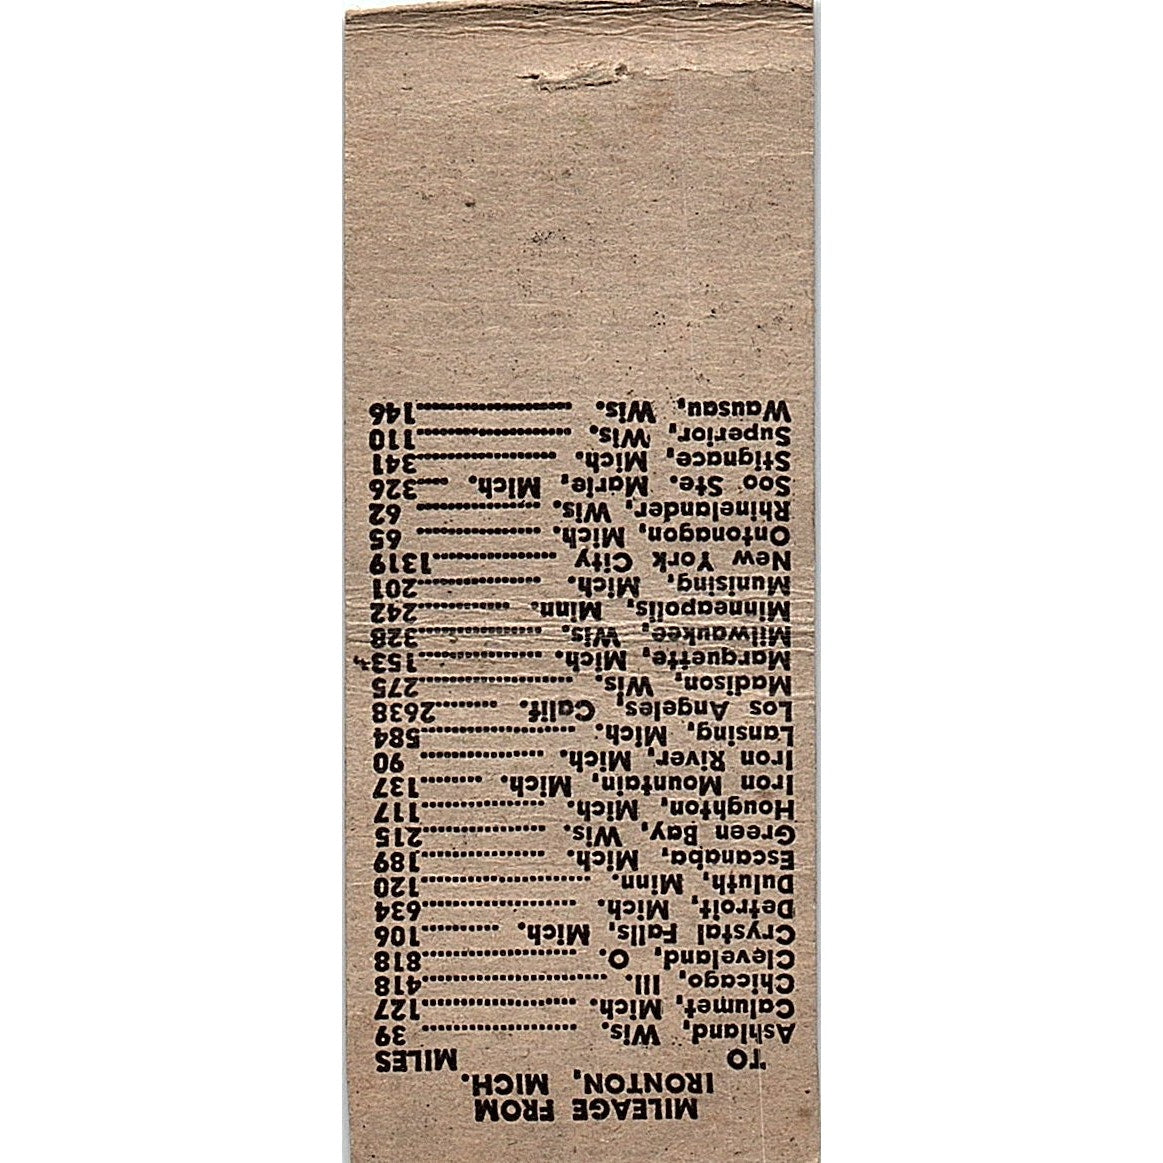 MILEAGE FROM
IRONTON, MICH.
TO MILES
Ashland, Wis. 39
Calumet, Mich. 127
Chicago, Ill. 418
Cleveland, O. 818
Crystal Falls, Mich. 106
Detroit, Mich. 634
Duluth, Minn. 120
Escanaba, Mich. 189
Green Bay, Wis. 215
Houghton, Mich. 117
Iron Mountain, Mich. 137
Iron River, Mich. 90
Lansing, Mich. 584
Los Angeles, Calif. 2638
Madison, Wis. 275
Marquette, Mich. 153
Milwaukee, Wis. 328
Minneapolis, Minn. 242
Munising, Mich. 201
New York City 1319
Ontonagon, Mich. 65
Rhinelander, Wis. 62
Soo Ste. Marie, Mich. 326
Stignace, Mich. 341
Superior, Wis. 110
Wausau, Wis. 146